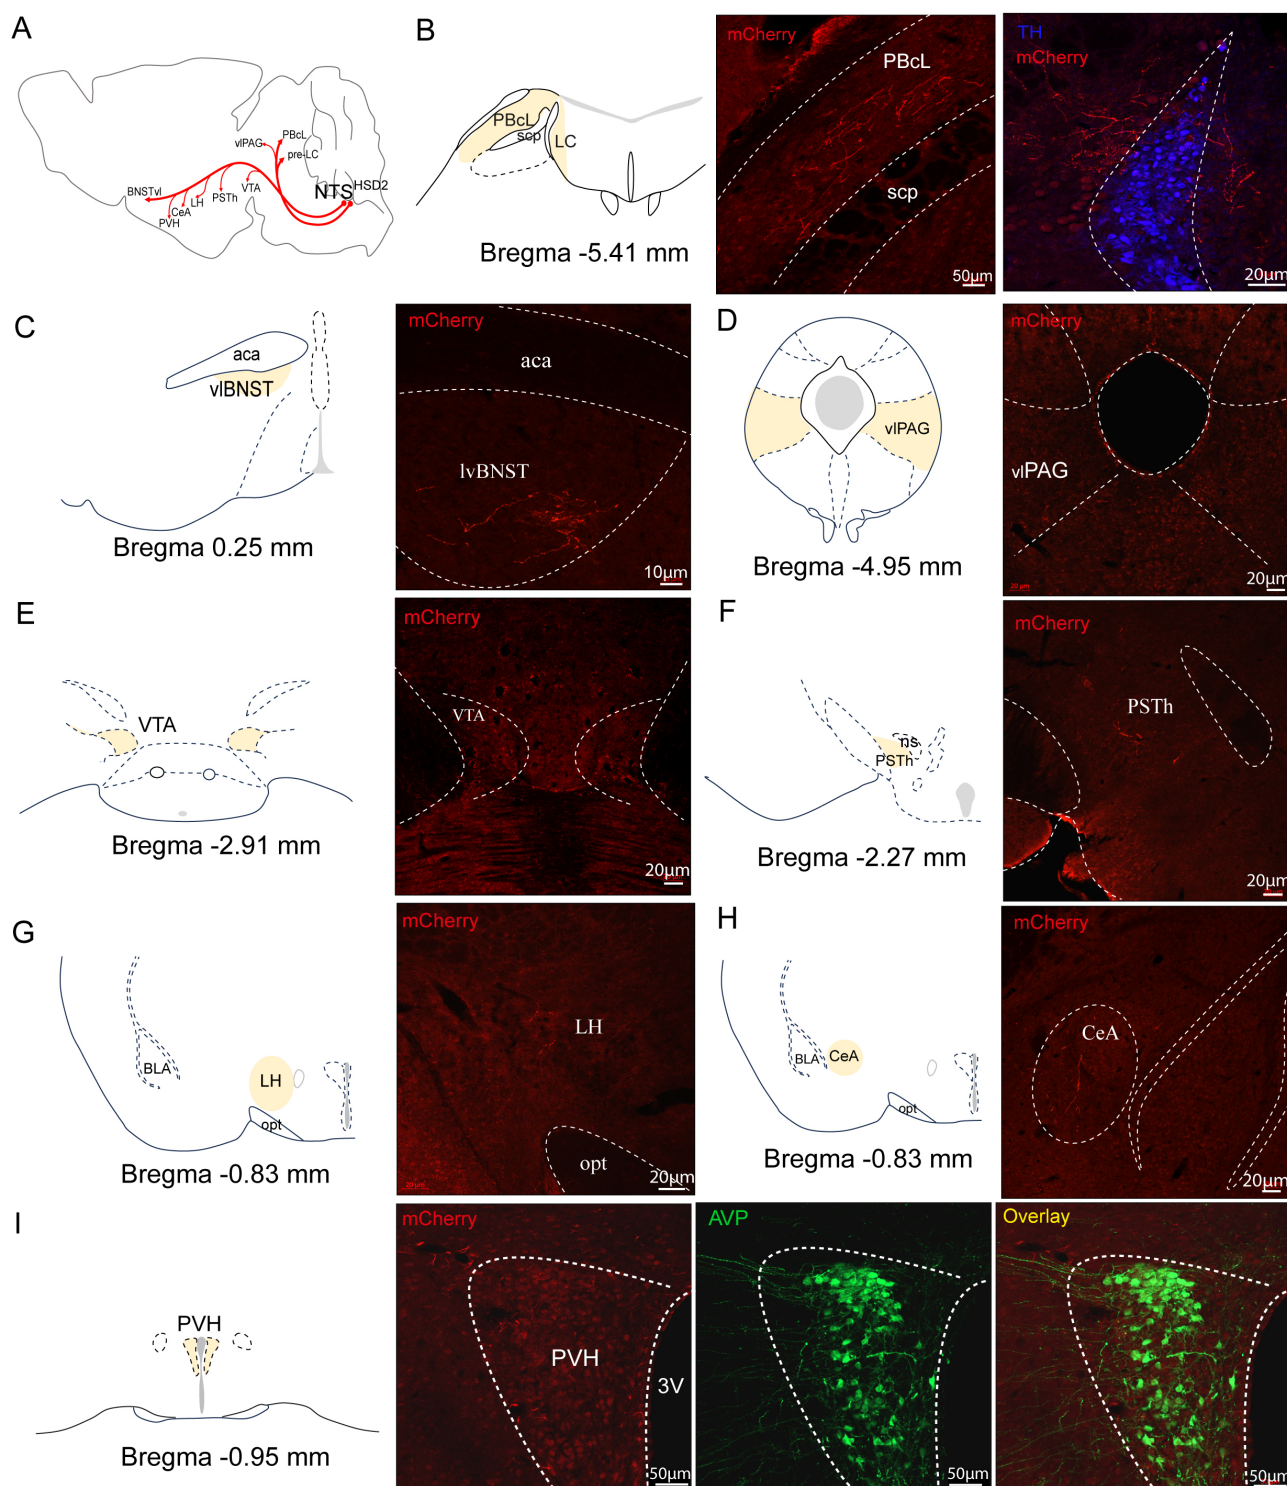 A
BNSTvl
PVH
CeA
LH
PSTh
VTA
vlPAG
PBcL
pre-LC
NTS HSD2
B
PBcL
scp
LC
Bregma -5.41 mm
mCherry
PBcL
scp
50µm
TH
mCherry
20µm
C
aca
vlBNST
Bregma 0.25 mm
mCherry
aca
lvBNST
10µm
D
vlPAG
Bregma -4.95 mm
mCherry
vlPAG
20 µm
20µm
E
VTA
Bregma -2.91 mm
mCherry
VTA
20µm
F
ns
PSTh
Bregma -2.27 mm
mCherry
PSTh
20µm
G
BLA
LH
opt
Bregma -0.83 mm
mCherry
LH
opt
20 µm
20µm
H
BLA
CeA
opt
Bregma -0.83 mm
mCherry
CeA
20µm
I
PVH
Bregma -0.95 mm
mCherry
PVH
3V
50µm
AVP
50µm
Overlay
50µm